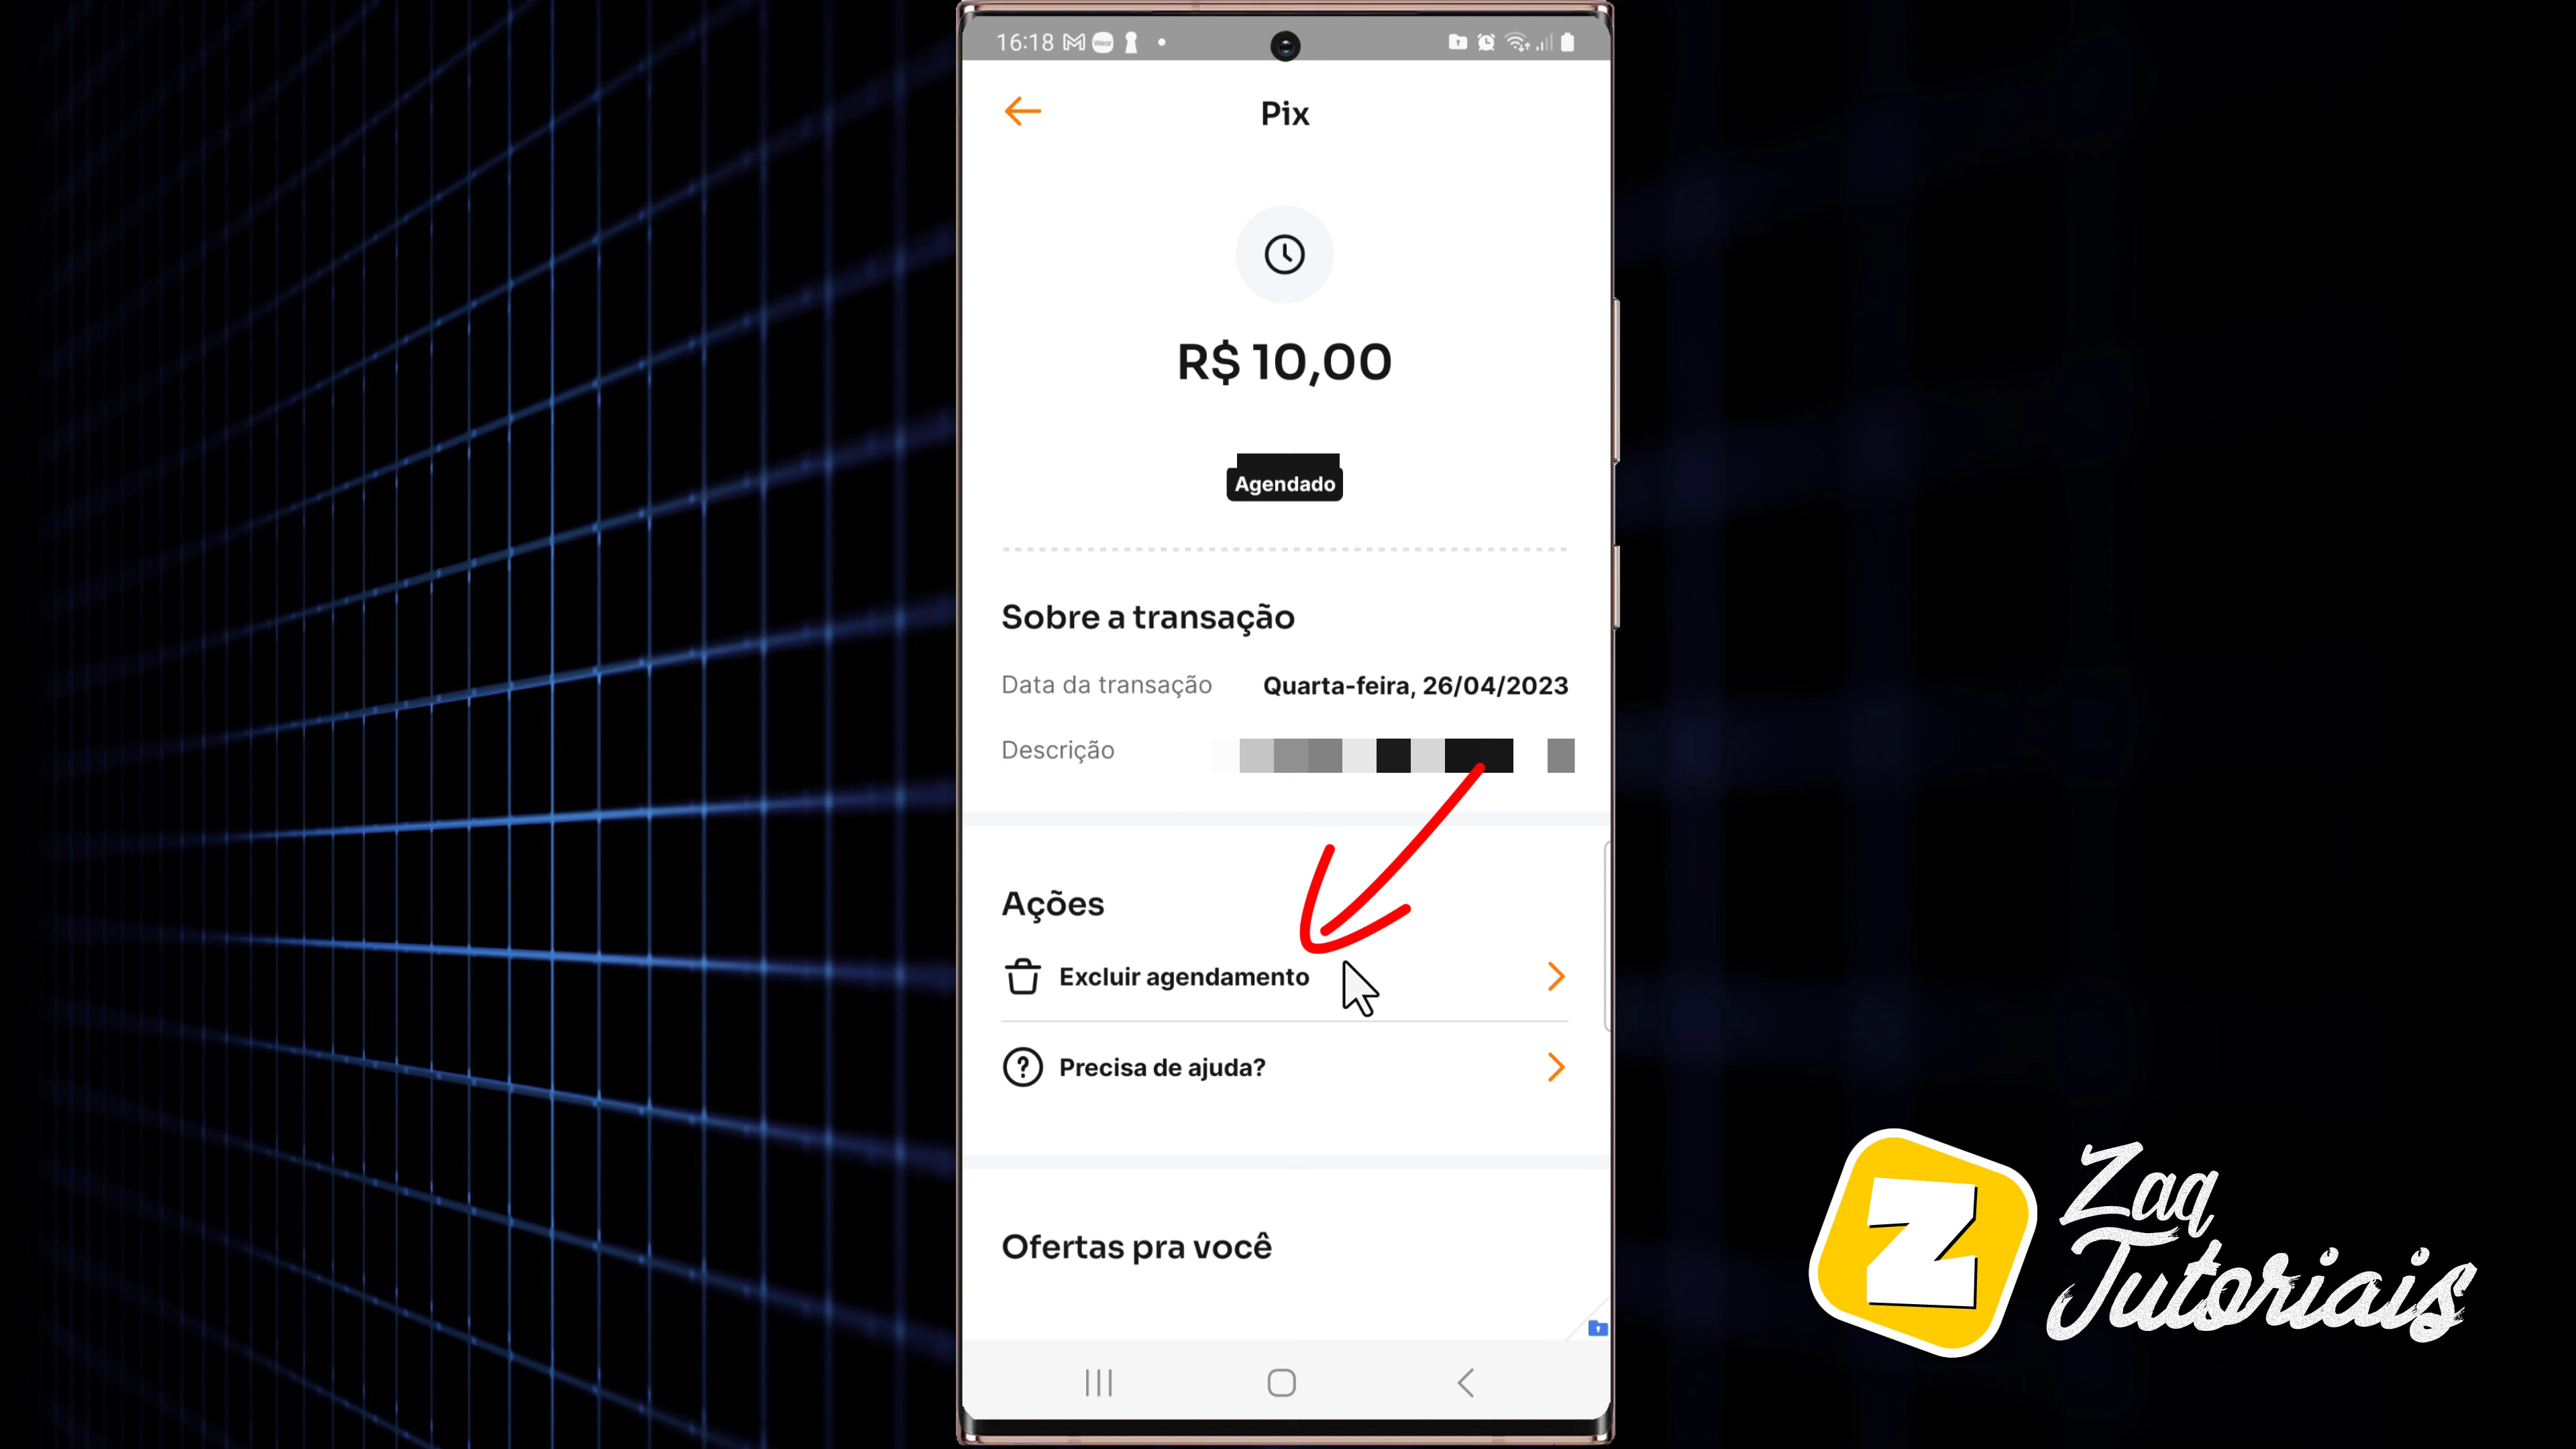 16:18
Pix
R$ 10,00
Agendado
Sobre a transação
Data da transação Quarta-feira, 26/04/2023
Descrição
Ações
Excluir agendamento
Precisa de ajuda?
Ofertas pra você
Z
Zaq
Tutoriais